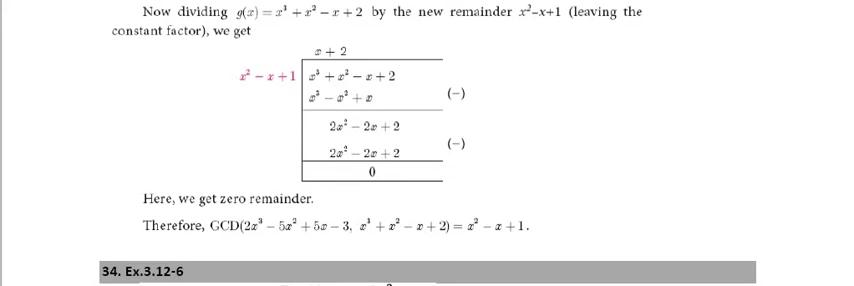 Now dividing g(x) = x³ + x² − x + 2 by the new remainder x²−x+1 (leaving the
constant factor), we get
x + 2
x² − x + 1 x³ + x² − x + 2
x³ − x² + x (−)
2x² − 2x + 2
2x² − 2x + 2 (−)
0
Here, we get zero remainder.
Therefore, GCD(2x³ − 5x² + 5x − 3, x³ + x² − x + 2) = x² − x + 1.
34. Ex.3.12-6